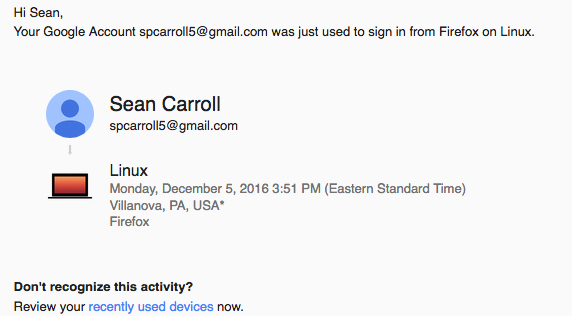 Hi Sean,
Your Google Account spcarroll5@gmail.com was just used to sign in from Firefox on Linux.
Sean Carroll
spcarroll5@gmail.com
Linux
Monday, December 5, 2016 3:51 PM (Eastern Standard Time)
Villanova, PA, USA*
Firefox
Don't recognize this activity?
Review your recently used devices now.